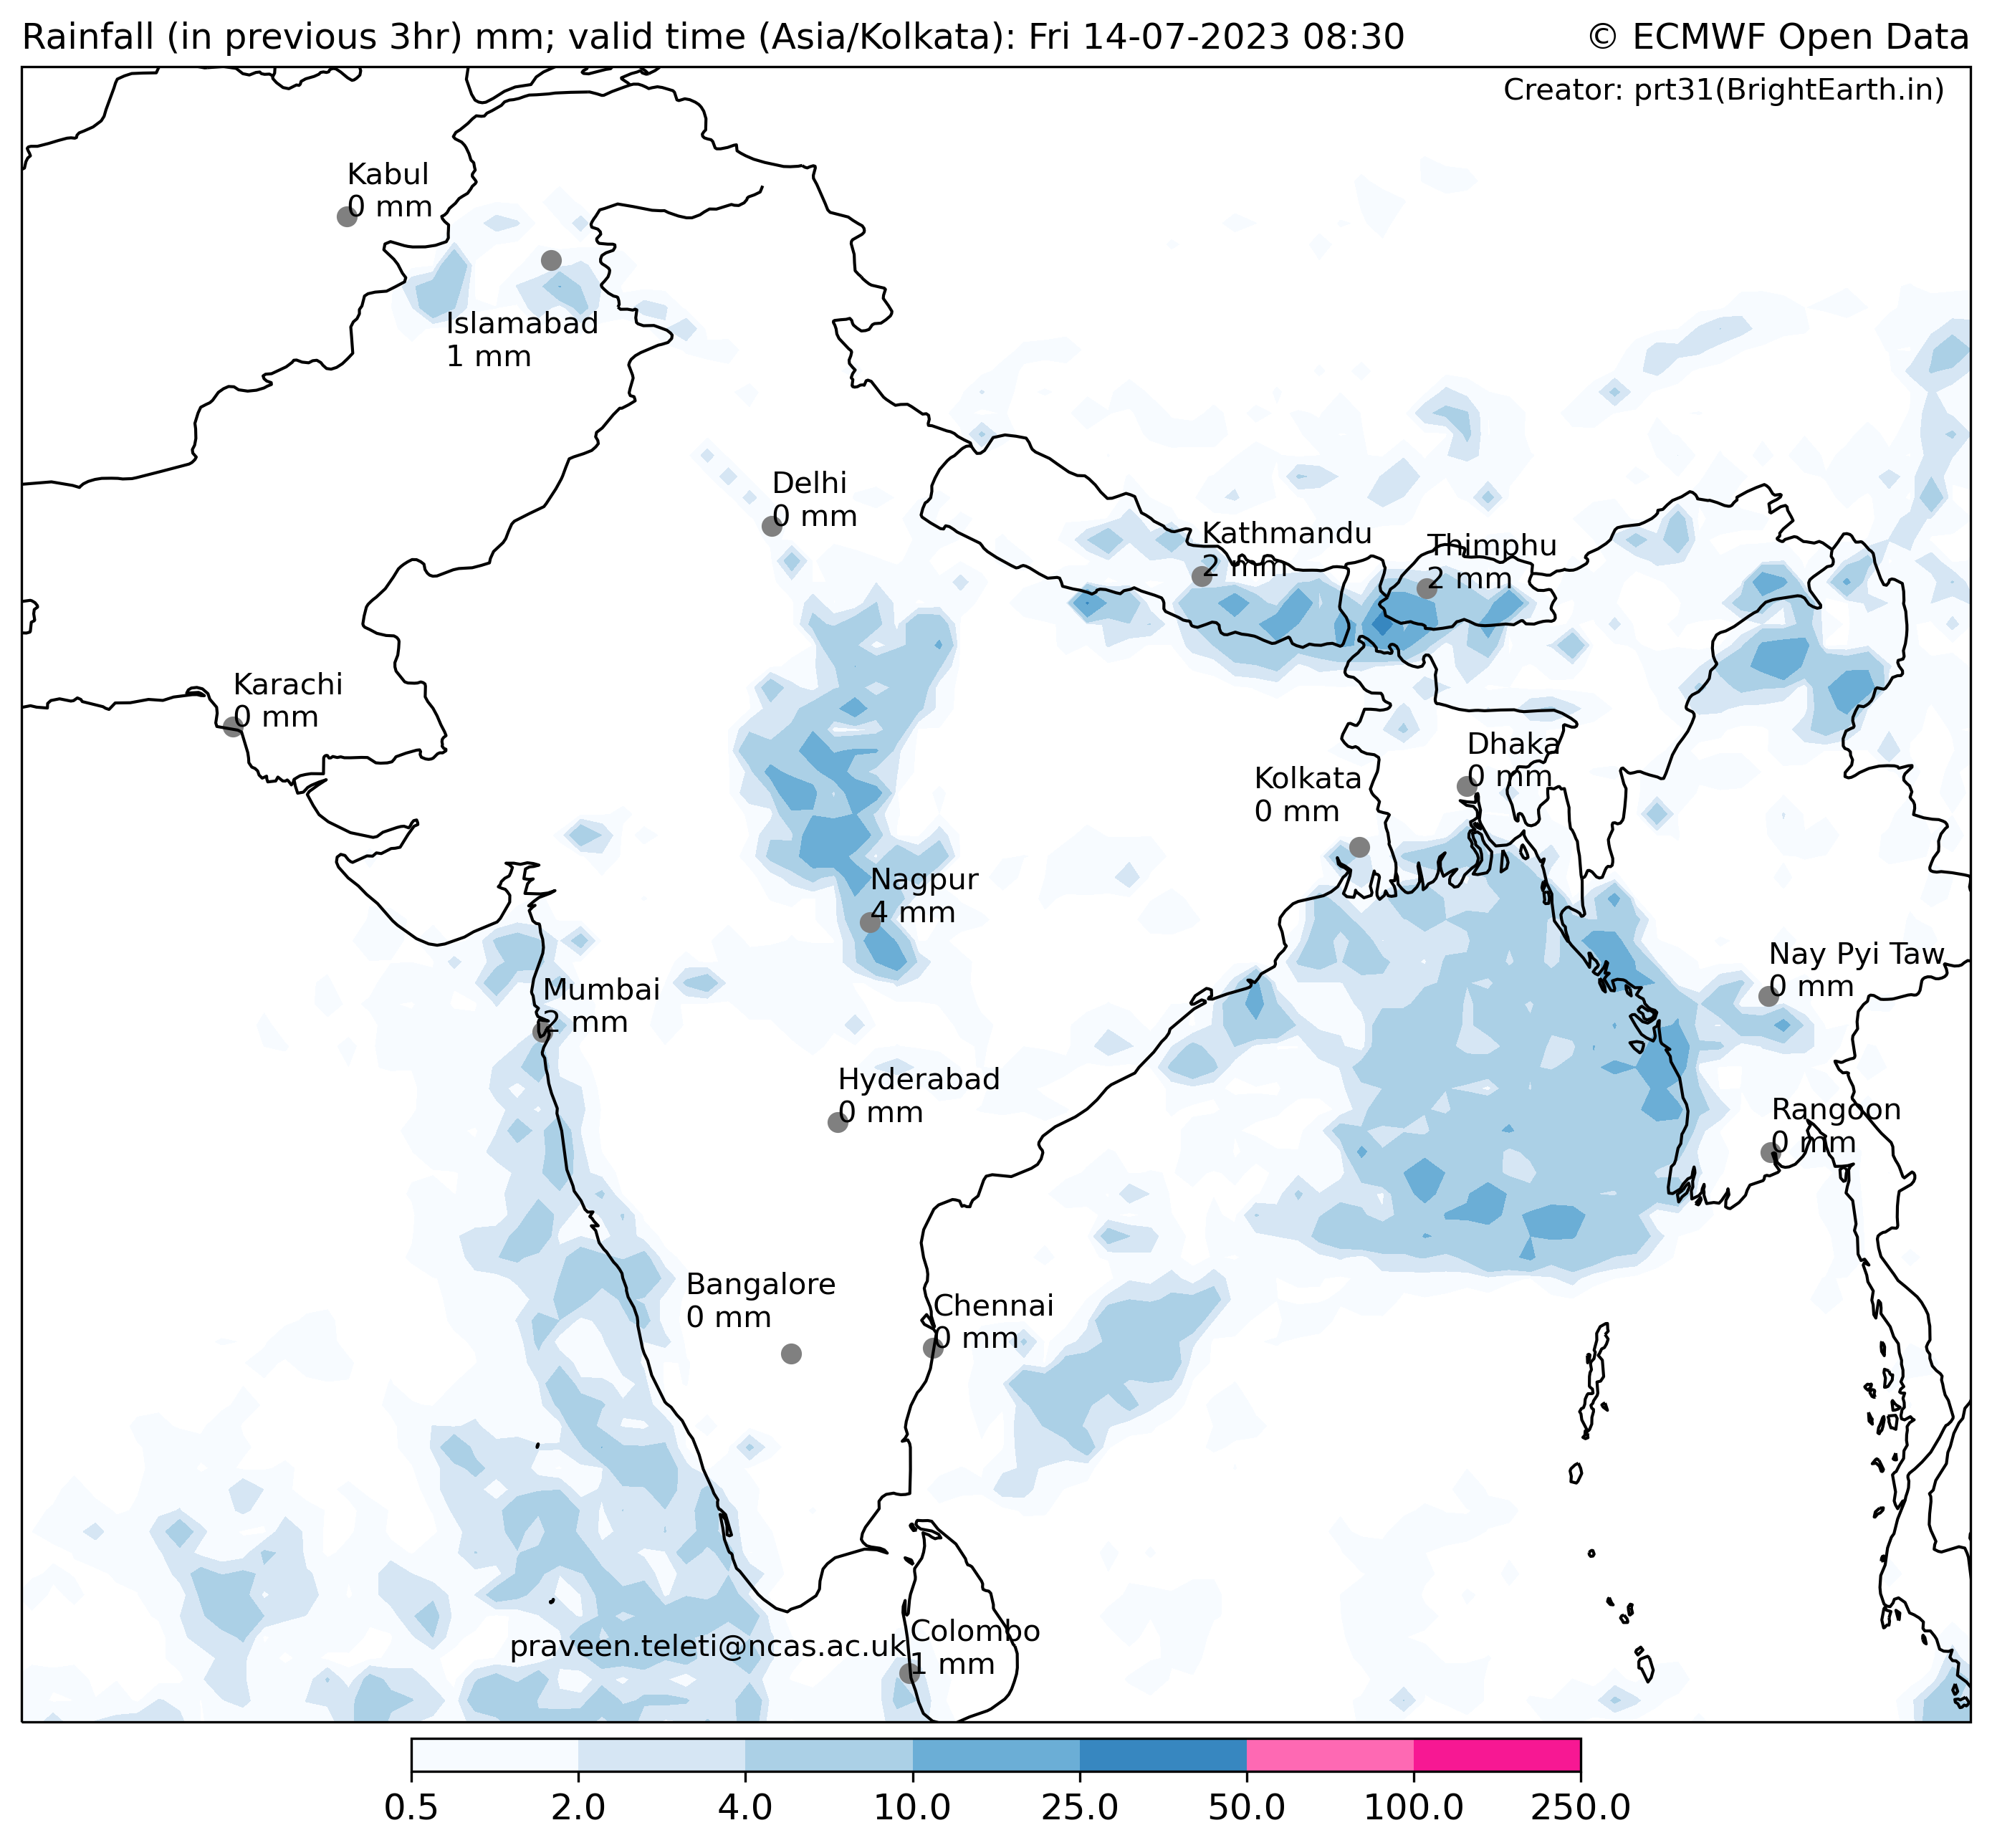 Rainfall (in previous 3hr) mm; valid time (Asia/Kolkata): Fri 14-07-2023 08:30
© ECMWF Open Data
Creator: prt31(BrightEarth.in)
Kabul
0 mm
Islamabad
1 mm
Delhi
0 mm
Kathmandu
2 mm
Thimphu
2 mm
Karachi
0 mm
Dhaka
0 mm
Kolkata
0 mm
Nagpur
4 mm
Nay Pyi Taw
0 mm
Mumbai
2 mm
Hyderabad
0 mm
Rangoon
0 mm
Bangalore
0 mm
Chennai
0 mm
Colombo
1 mm
praveen.teleti@ncas.ac.uk
0.5 2.0 4.0 10.0 25.0 50.0 100.0 250.0